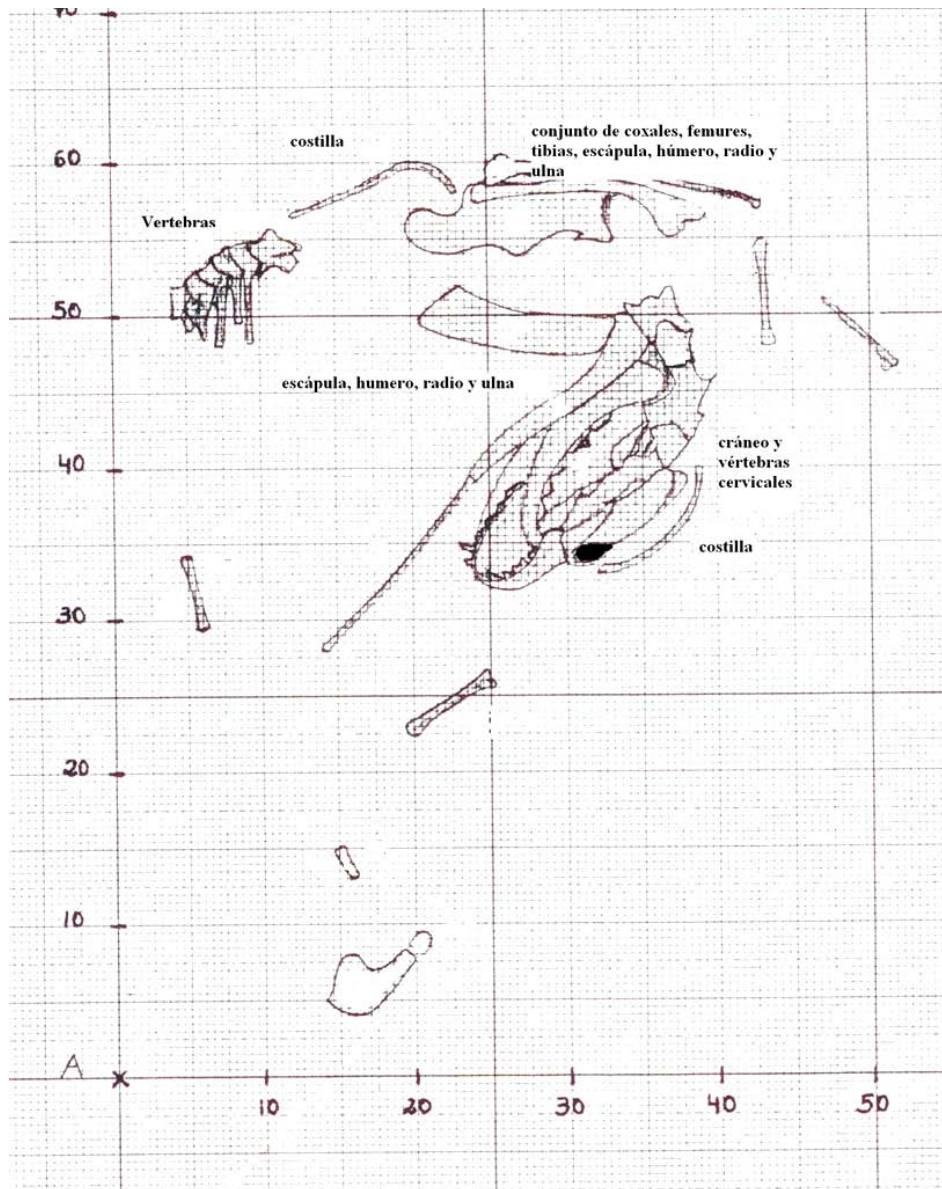 70
costilla
conjunto de coxales, femures,
tibias, escápula, húmero, radio y
ulna
60
Vertebras
50
escápula, humero, radio y ulna
cráneo y
vértebras
cervicales
40
costilla
30
20
10
A
10
20
30
40
50